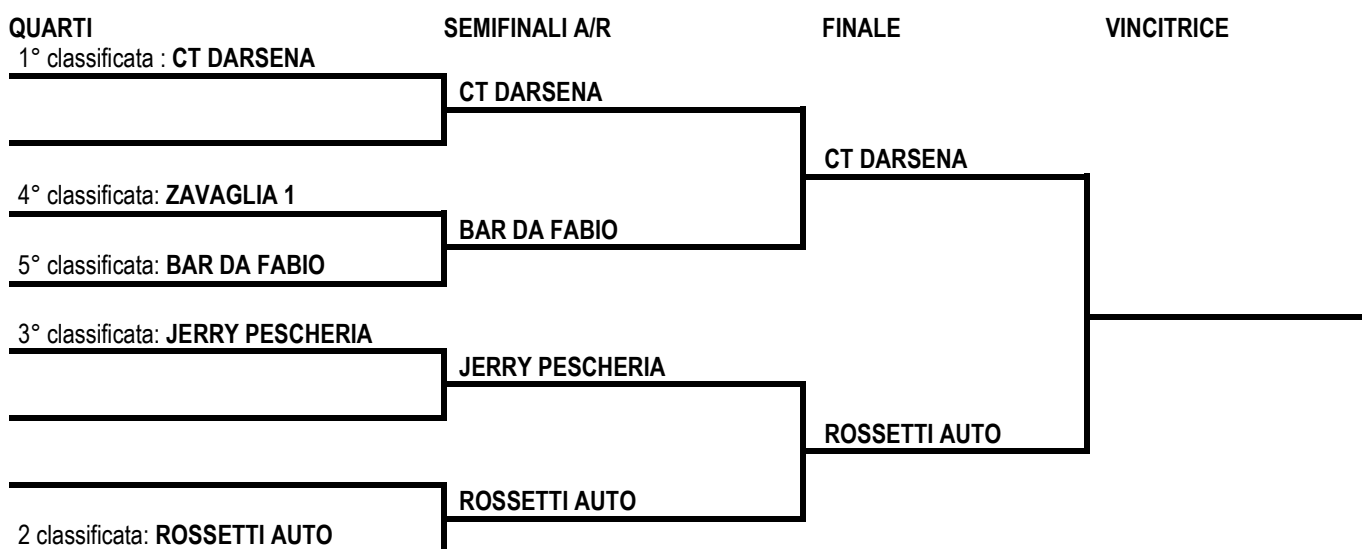 QUARTI SEMIFINALI A/R FINALE VINCITRICE
1° classificata : CT DARSENA
CT DARSENA
CT DARSENA
4° classificata: ZAVAGLIA 1
BAR DA FABIO
5° classificata: BAR DA FABIO
3° classificata: JERRY PESCHERIA
JERRY PESCHERIA
ROSSETTI AUTO
ROSSETTI AUTO
2 classificata: ROSSETTI AUTO